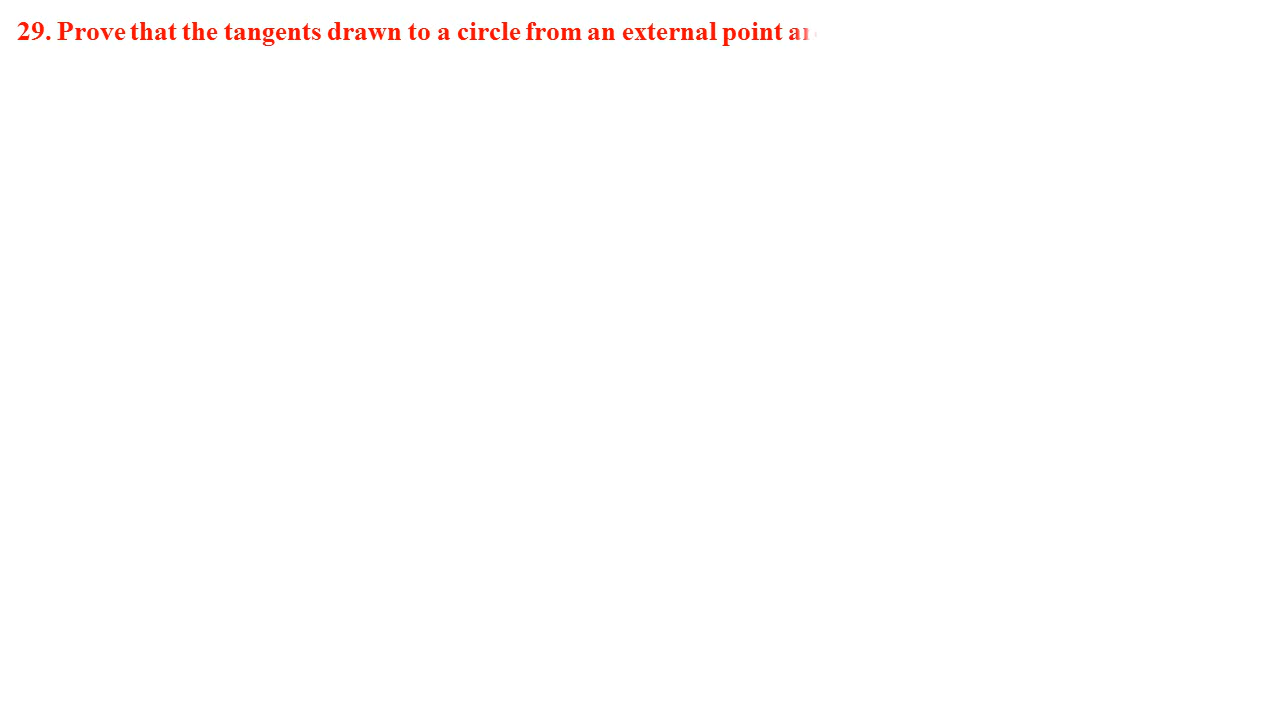 29. Prove that the tangents drawn to a circle from an external point